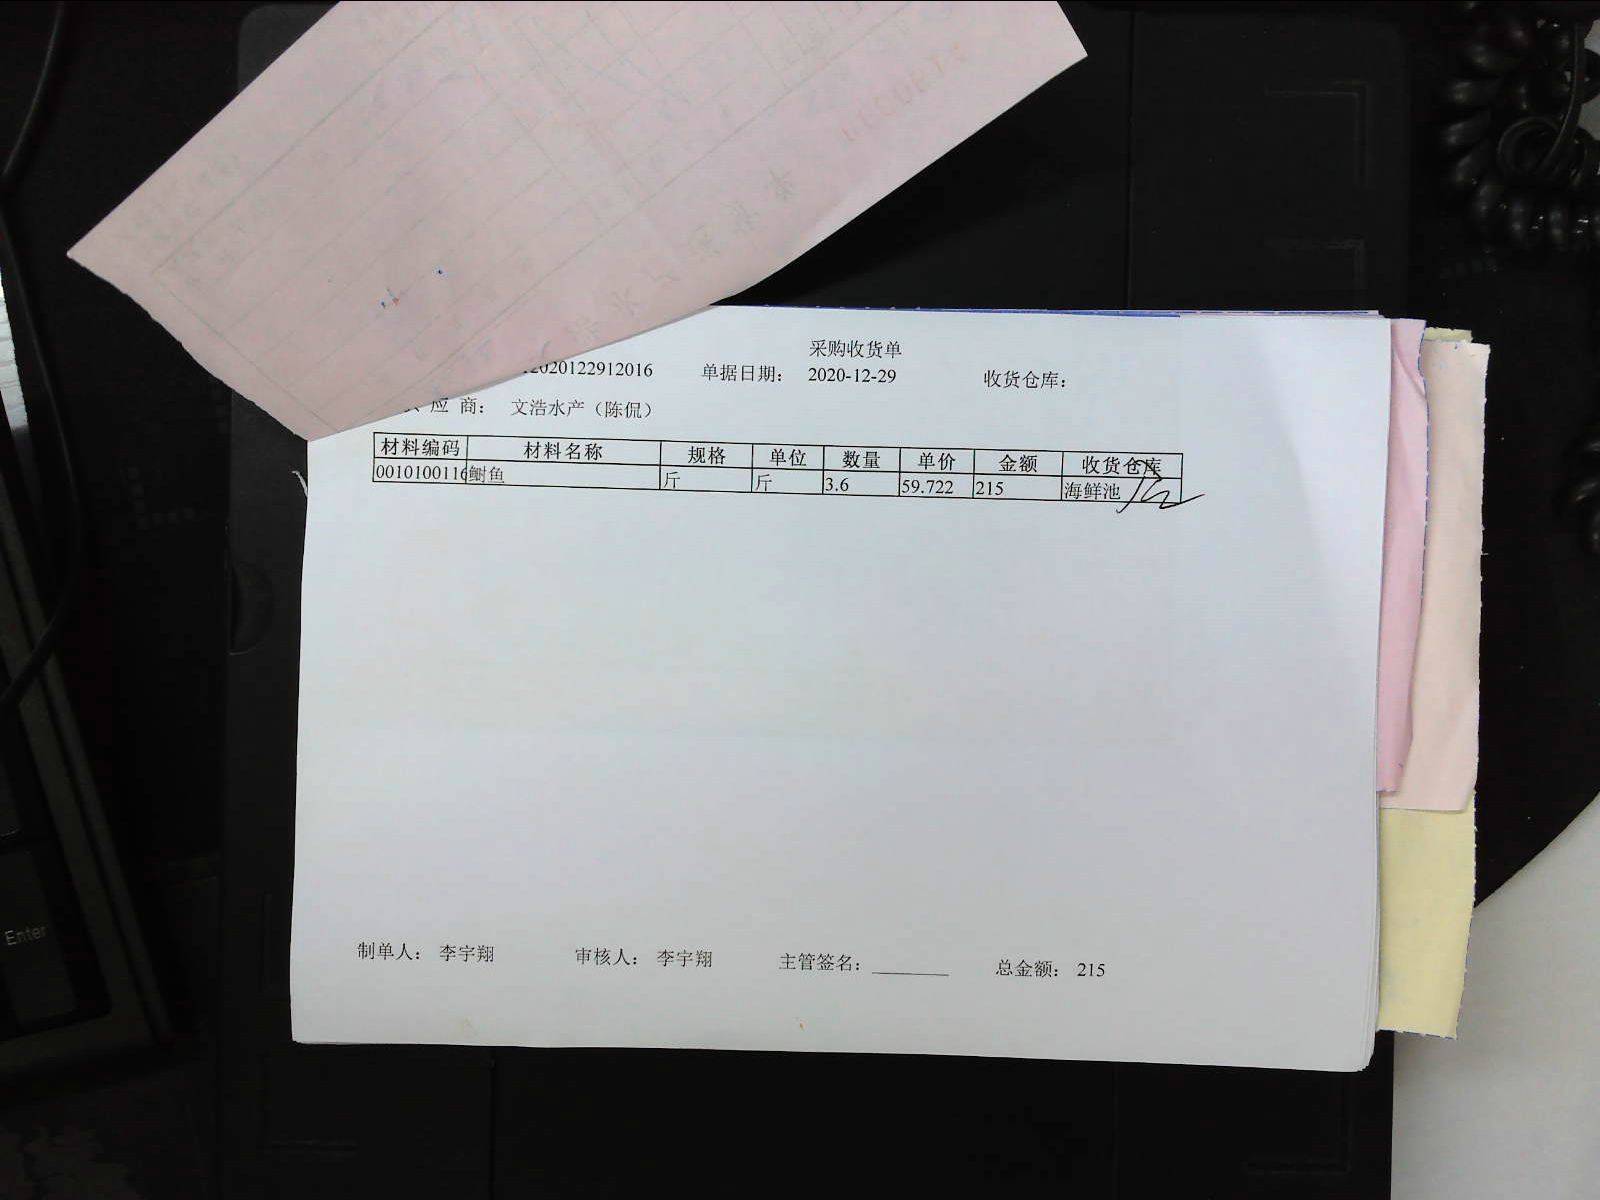 采购收货单
2020122912016 单据日期： 2020-12-29 收货仓库：
应 商： 文浩水产（陈侃）
材料编码 材料名称 规格 单位 数量 单价 金额 收货仓库
0010100116 鲥鱼 斤 斤 3.6 59.722 215 海鲜池
制单人： 李宇翔 审核人： 李宇翔 主管签名： 总金额： 215
Enter